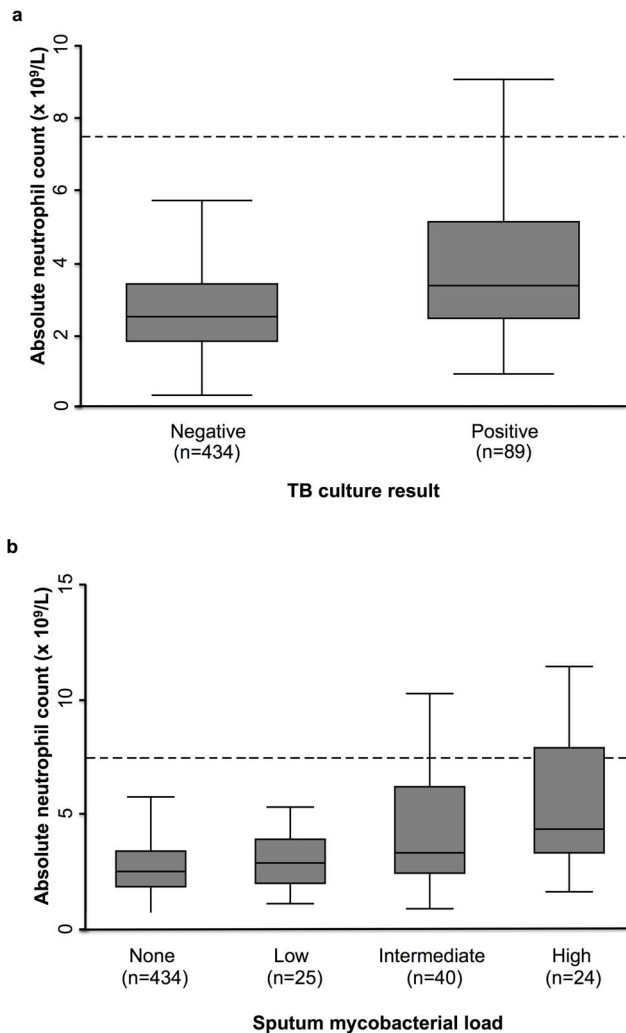 a
Absolute neutrophil count (x 10⁹/L)
10
8
6
4
2
0
Negative
(n=434)
Positive
(n=89)
TB culture result
b
Absolute neutrophil count (x 10⁹/L)
15
10
5
0
None
(n=434)
Low
(n=25)
Intermediate
(n=40)
High
(n=24)
Sputum mycobacterial load